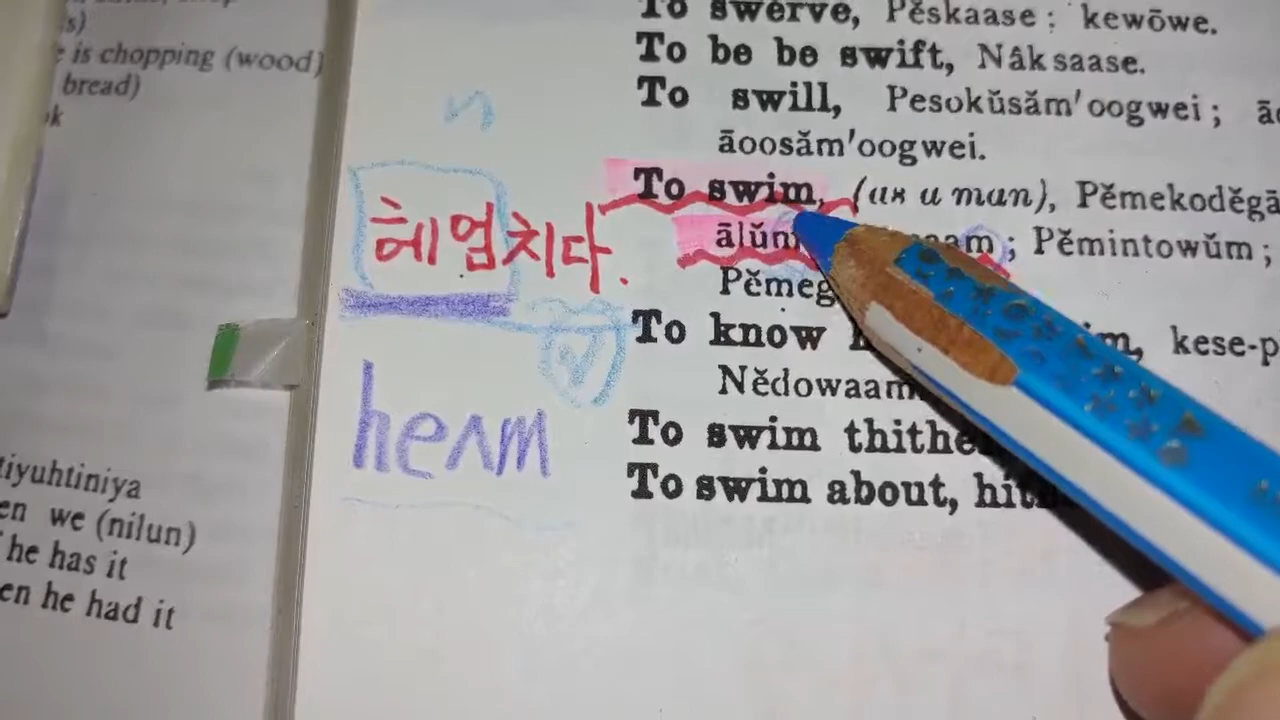 s)
is chopping (wood)
bread)
tiyuhtiniya
en we (nilun)
he has it
en he had it
헤엄치다.
heʌm
To swerve, Pĕskaase; kewōwe.
To be be swift, Nâksaase.
To swill, Pesokŭsăm'oogwei;
āoosăm'oogwei.
To swim, (as a man), Pĕmekodĕgā
ālŭn ; Pĕmintowŭm;
Pĕmeg
To know kese-p
Nĕdowaam
To swim thithe
To swim about, hit